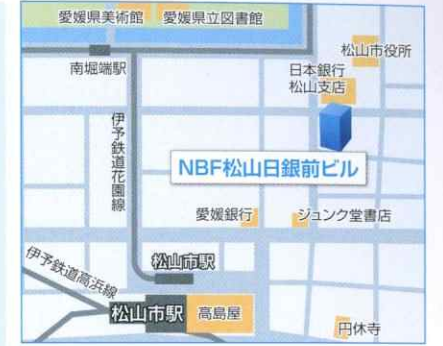 愛媛県美術館
愛媛県立図書館
松山市役所
南堀端駅
日本銀行
松山支店
伊予鉄道花園線
NBF松山日銀前ビル
愛媛銀行
ジュンク堂書店
松山市駅
伊予鉄道高浜線
松山市駅
高島屋
円休寺